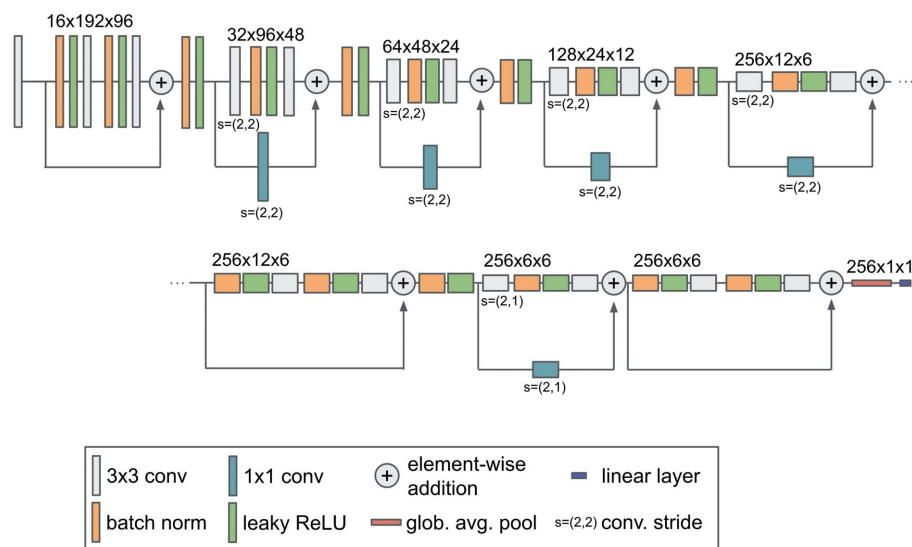 16x192x96
32x96x48
64x48x24
128x24x12
256x12x6
s=(2,2)
s=(2,2)
s=(2,2)
s=(2,2)
s=(2,2)
s=(2,2)
s=(2,2)
s=(2,2)
...
...
256x12x6
256x6x6
256x6x6
256x1x1
s=(2,1)
s=(2,1)
3x3 conv
1x1 conv
element-wise
addition
linear layer
batch norm
leaky ReLU
glob. avg. pool
s=(2,2) conv. stride